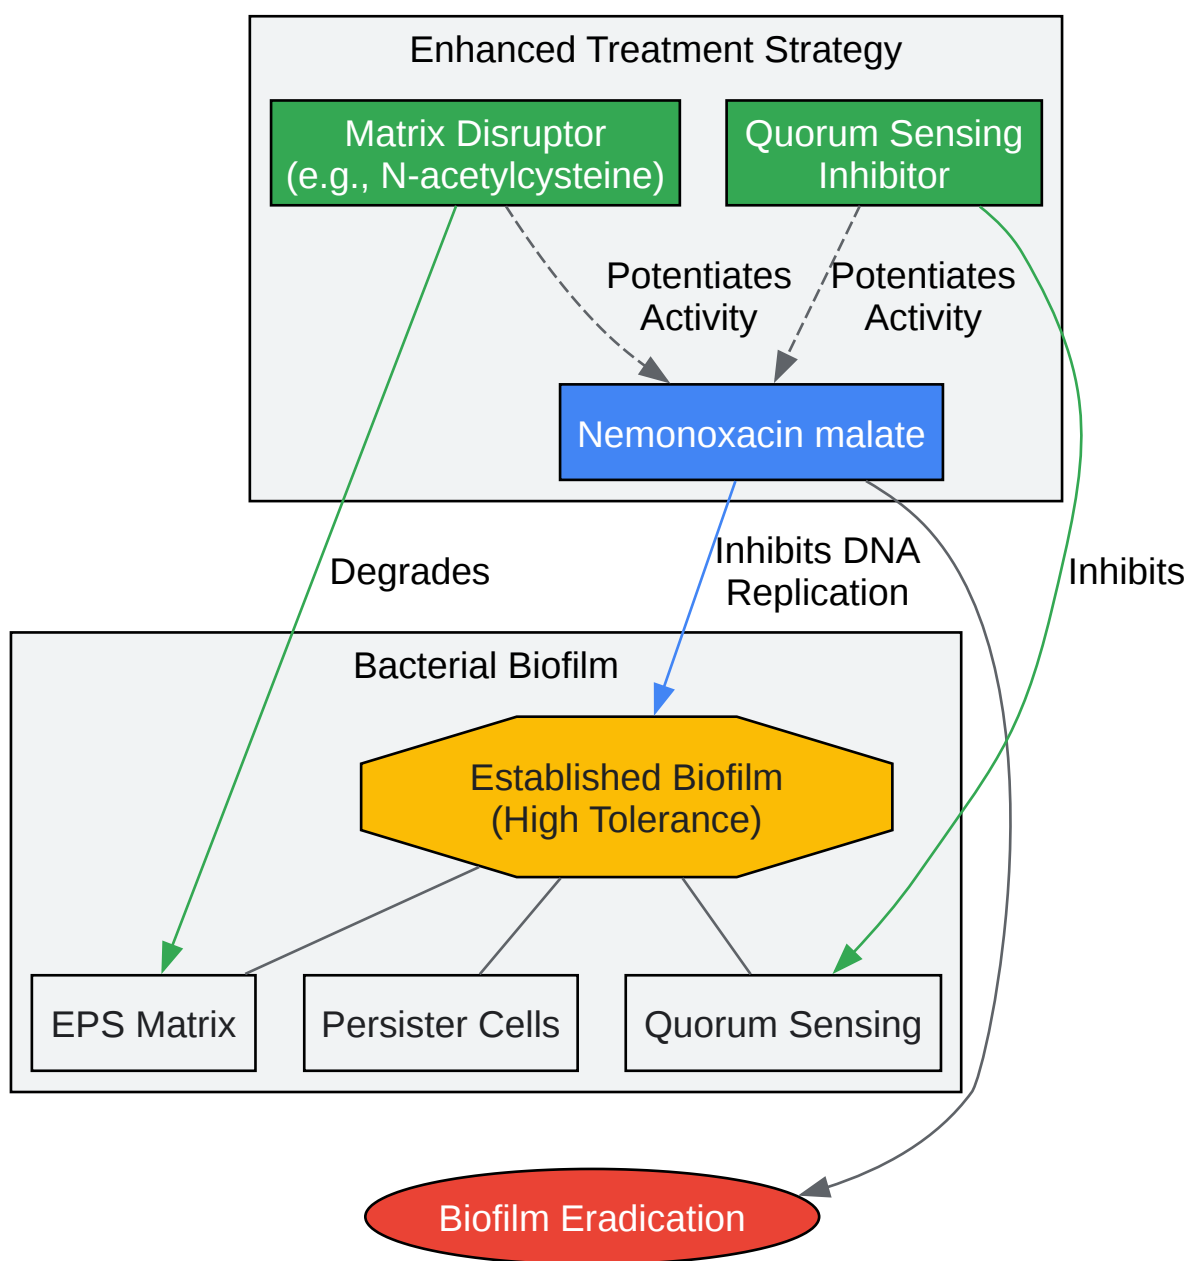 Enhanced Treatment Strategy
Matrix Disruptor
(e.g., N-acetylcysteine)
Quorum Sensing
Inhibitor
Potentiates
Activity
Potentiates
Activity
Nemonoxacin malate
Degrades
Inhibits DNA
Replication
Inhibits
Bacterial Biofilm
Established Biofilm
(High Tolerance)
EPS Matrix
Persister Cells
Quorum Sensing
Biofilm Eradication